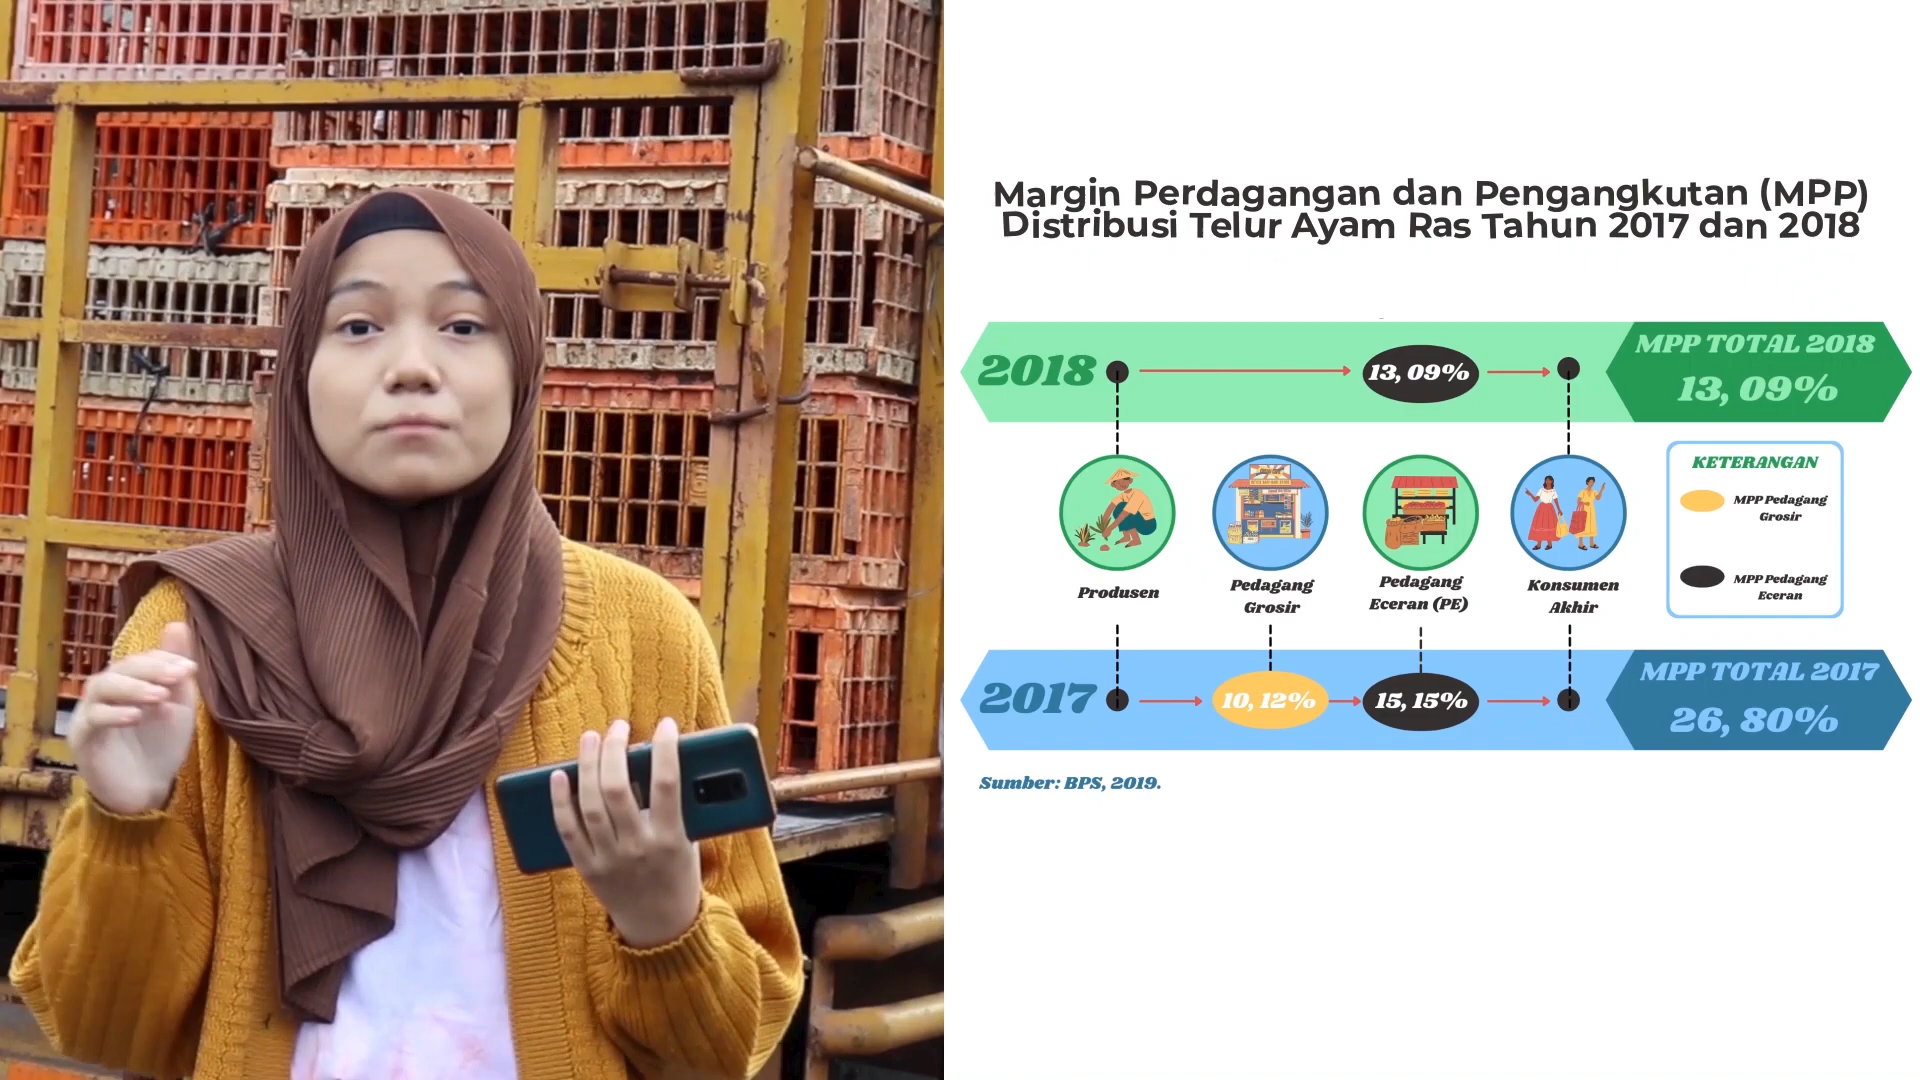 Margin Perdagangan dan Pengangkutan (MPP)
Distribusi Telur Ayam Ras Tahun 2017 dan 2018
2018
13, 09%
MPP TOTAL 2018
13, 09%
Produsen
Pedagang
Grosir
Pedagang
Eceran (PE)
Konsumen
Akhir
KETERANGAN
MPP Pedagang
Grosir
MPP Pedagang
Eceran
2017
10, 12%
15, 15%
MPP TOTAL 2017
26, 80%
Sumber: BPS, 2019.